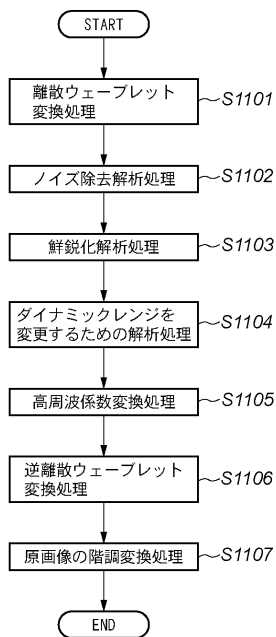 START
離散ウェーブレット
変換処理
S1101
ノイズ除去解析処理
S1102
鮮鋭化解析処理
S1103
ダイナミックレンジを
変更するための解析処理
S1104
高周波係数変換処理
S1105
逆離散ウェーブレット
変換処理
S1106
原画像の階調変換処理
S1107
END